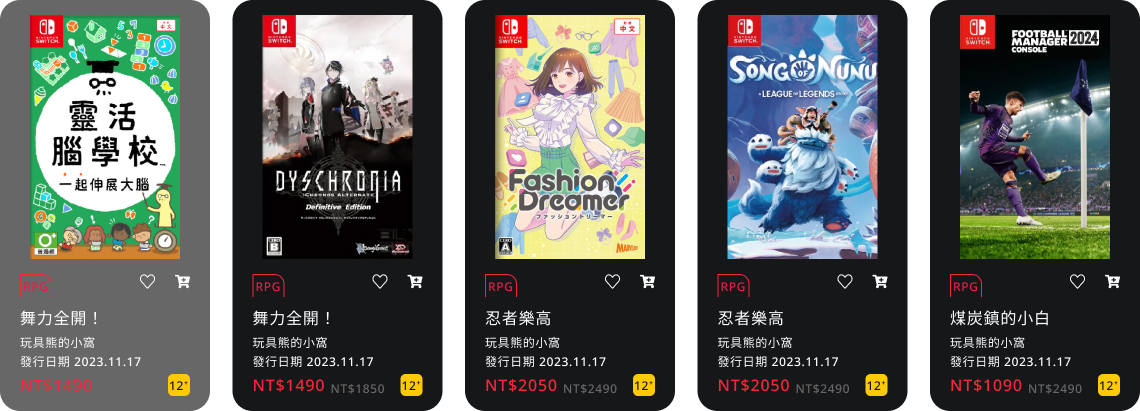 NINTENDO SWITCH
中文
靈活
腦學校
一起伸展大腦
普遍級
RPG
舞力全開！
玩具熊的小窩
發行日期 2023.11.17
NT$1490
12+
NINTENDO SWITCH
DYSCHRONIA
:CHRONOS ALTERNATE
Definitive Edition
CERO
B
RPG
舞力全開！
玩具熊的小窩
發行日期 2023.11.17
NT$1490 NT$1850
12+
NINTENDO SWITCH
中文
Fashion
Dreamer
ファッションドリーマー
CERO
A
MARV
RPG
忍者樂高
玩具熊的小窩
發行日期 2023.11.17
NT$2050 NT$2490
12+
NINTENDO SWITCH
SONG OF NUNU
A LEAGUE OF LEGENDS STORY
RPG
忍者樂高
玩具熊的小窩
發行日期 2023.11.17
NT$2050 NT$2490
12+
NINTENDO SWITCH
FOOTBALL
MANAGER 2024
CONSOLE
RPG
煤炭鎮的小白
玩具熊的小窩
發行日期 2023.11.17
NT$1090 NT$2490
12+